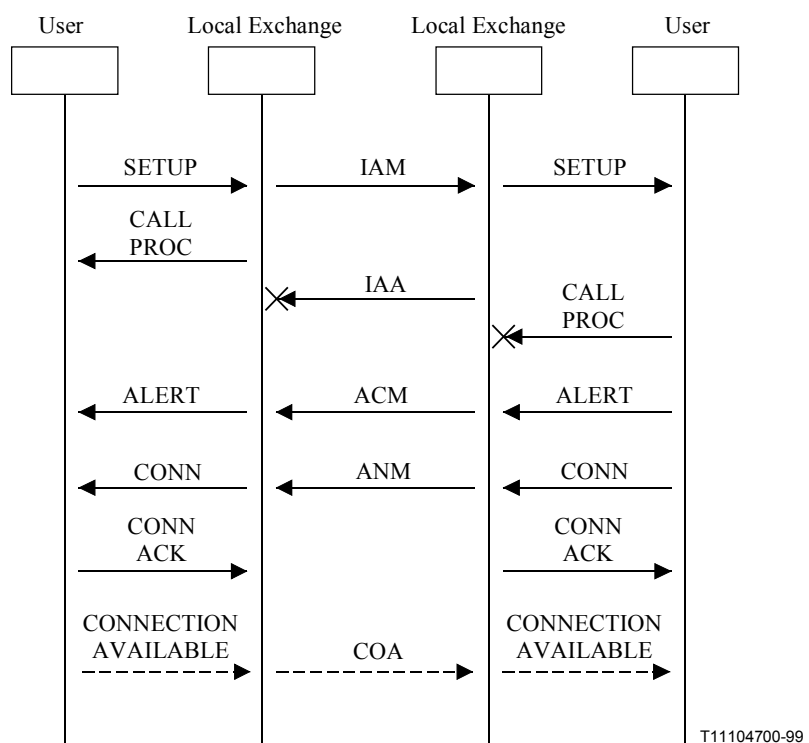 User
Local Exchange
Local Exchange
User
SETUP
IAM
SETUP
CALL
PROC
IAA
CALL
PROC
ALERT
ACM
ALERT
CONN
ANM
CONN
CONN
ACK
CONN
ACK
CONNECTION
AVAILABLE
COA
CONNECTION
AVAILABLE
T11104700-99